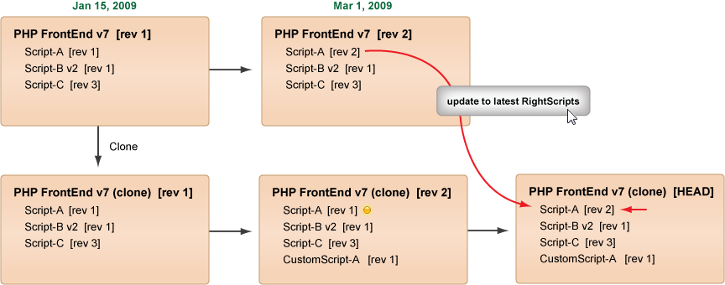 Jan 15, 2009
Mar 1, 2009
PHP FrontEnd v7 [rev 1]
Script-A [rev 1]
Script-B v2 [rev 1]
Script-C [rev 3]
PHP FrontEnd v7 [rev 2]
Script-A [rev 2]
Script-B v2 [rev 1]
Script-C [rev 3]
update to latest RightScripts
Clone
PHP FrontEnd v7 (clone) [rev 1]
Script-A [rev 1]
Script-B v2 [rev 1]
Script-C [rev 3]
PHP FrontEnd v7 (clone) [rev 2]
Script-A [rev 1]
Script-B v2 [rev 1]
Script-C [rev 3]
CustomScript-A [rev 1]
PHP FrontEnd v7 (clone) [HEAD]
Script-A [rev 2]
Script-B v2 [rev 1]
Script-C [rev 3]
CustomScript-A [rev 1]